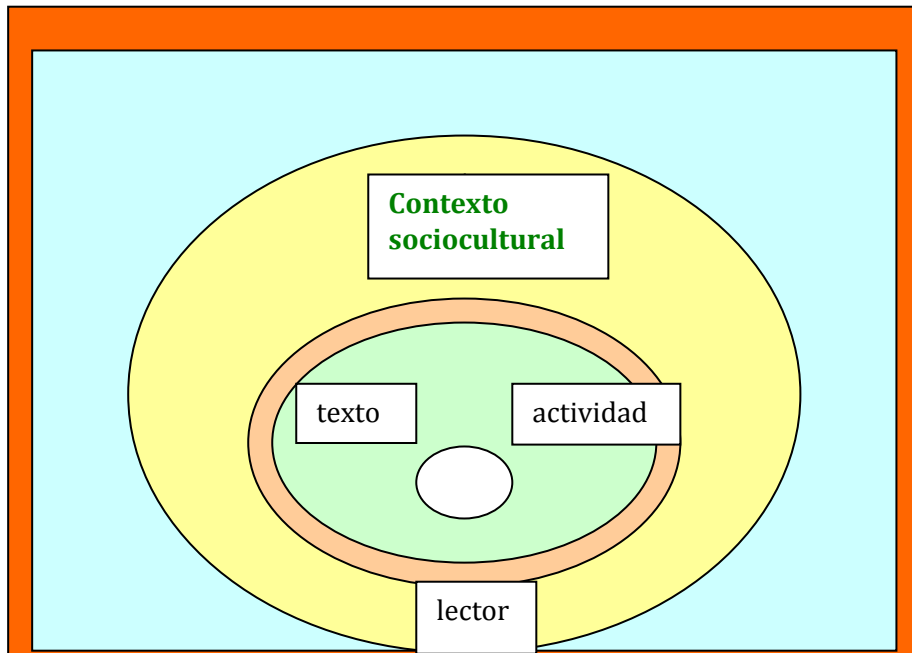 Contexto
sociocultural
texto
actividad
lector